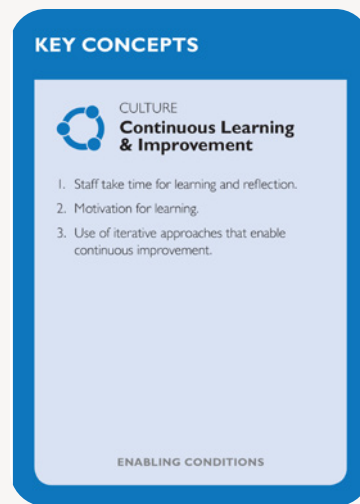 KEY CONCEPTS
CULTURE
Continuous Learning
& Improvement
1. Staff take time for learning and reflection.
2. Motivation for learning.
3. Use of iterative approaches that enable
continuous improvement.
ENABLING CONDITIONS